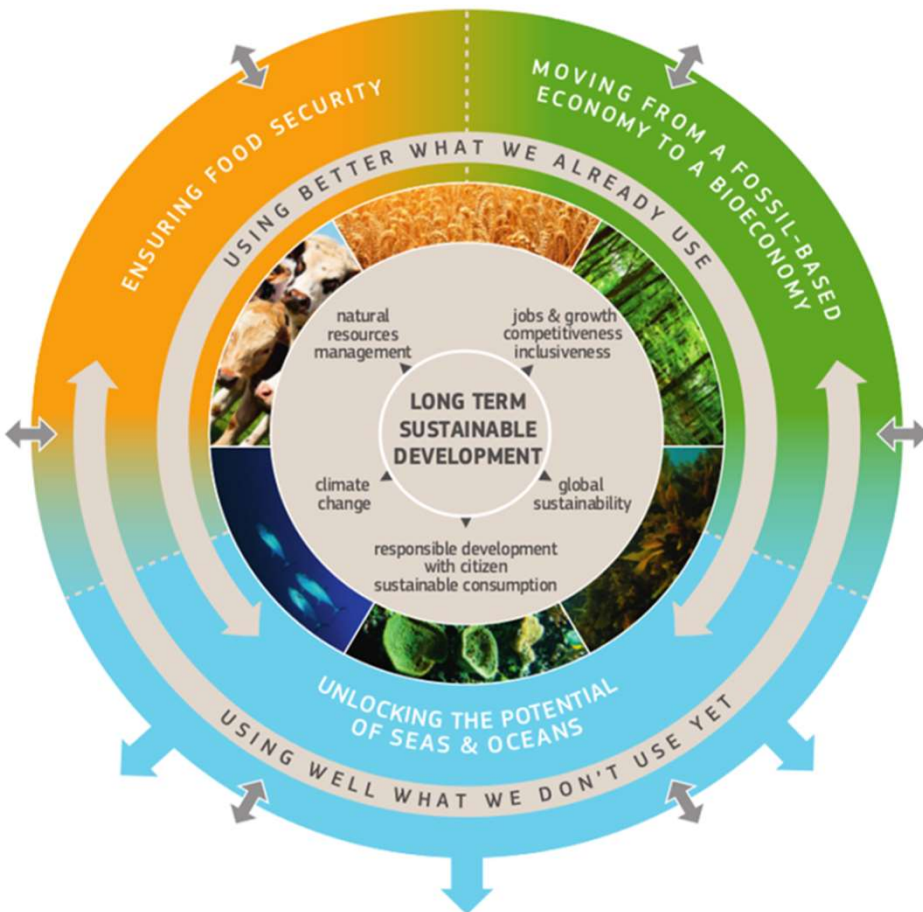 ENSURING FOOD SECURITY
MOVING FROM A FOSSIL-BASED
ECONOMY TO A BIOECONOMY
USING BETTER WHAT WE ALREADY USE
natural
resources
management
jobs & growth
competitiveness
inclusiveness
LONG TERM
SUSTAINABLE
DEVELOPMENT
climate
change
global
sustainability
responsible development
with citizen
sustainable consumption
UNLOCKING THE POTENTIAL
OF SEAS & OCEANS
USING WELL WHAT WE DON'T USE YET